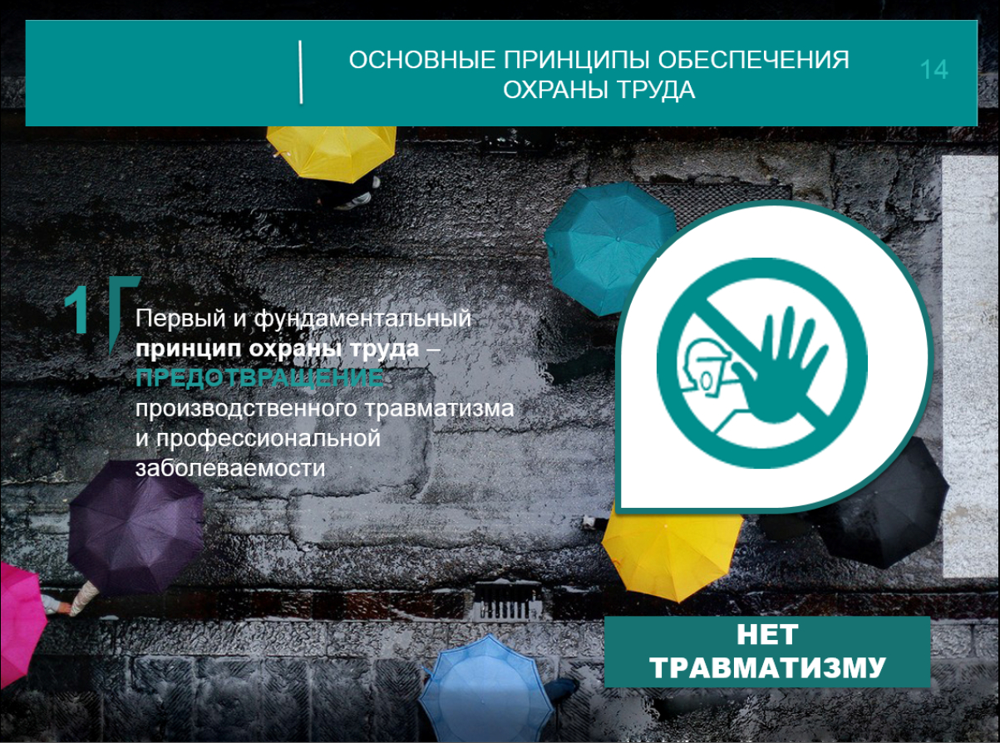 ОСНОВНЫЕ ПРИНЦИПЫ ОБЕСПЕЧЕНИЯ
ОХРАНЫ ТРУДА
14
1
Первый и фундаментальный
принцип охраны труда –
ПРЕДОТВРАЩЕНИЕ
производственного травматизма
и профессиональной
заболеваемости
НЕТ
ТРАВМАТИЗМУ